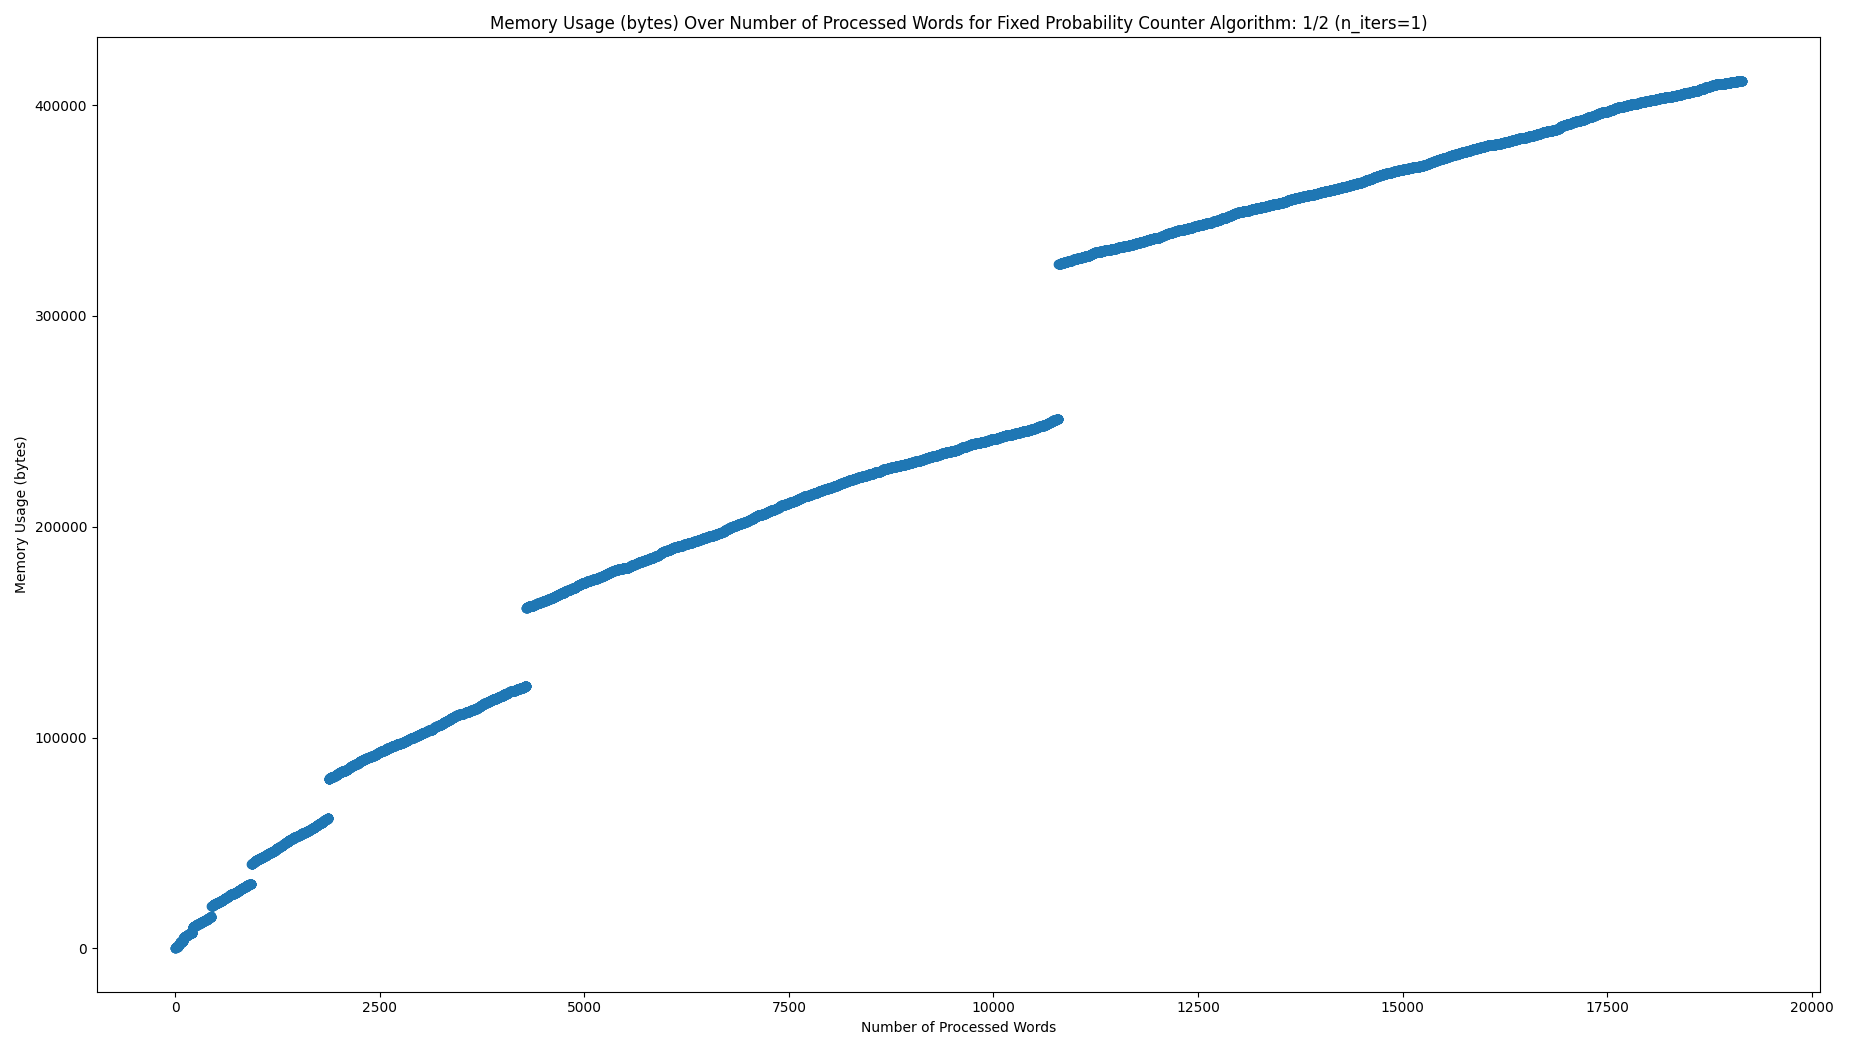 Memory Usage (bytes) Over Number of Processed Words for Fixed Probability Counter Algorithm: 1/2 (n_iters=1)
400000
300000
200000
100000
0
Memory Usage (bytes)
0 2500 5000 7500 10000 12500 15000 17500 20000
Number of Processed Words